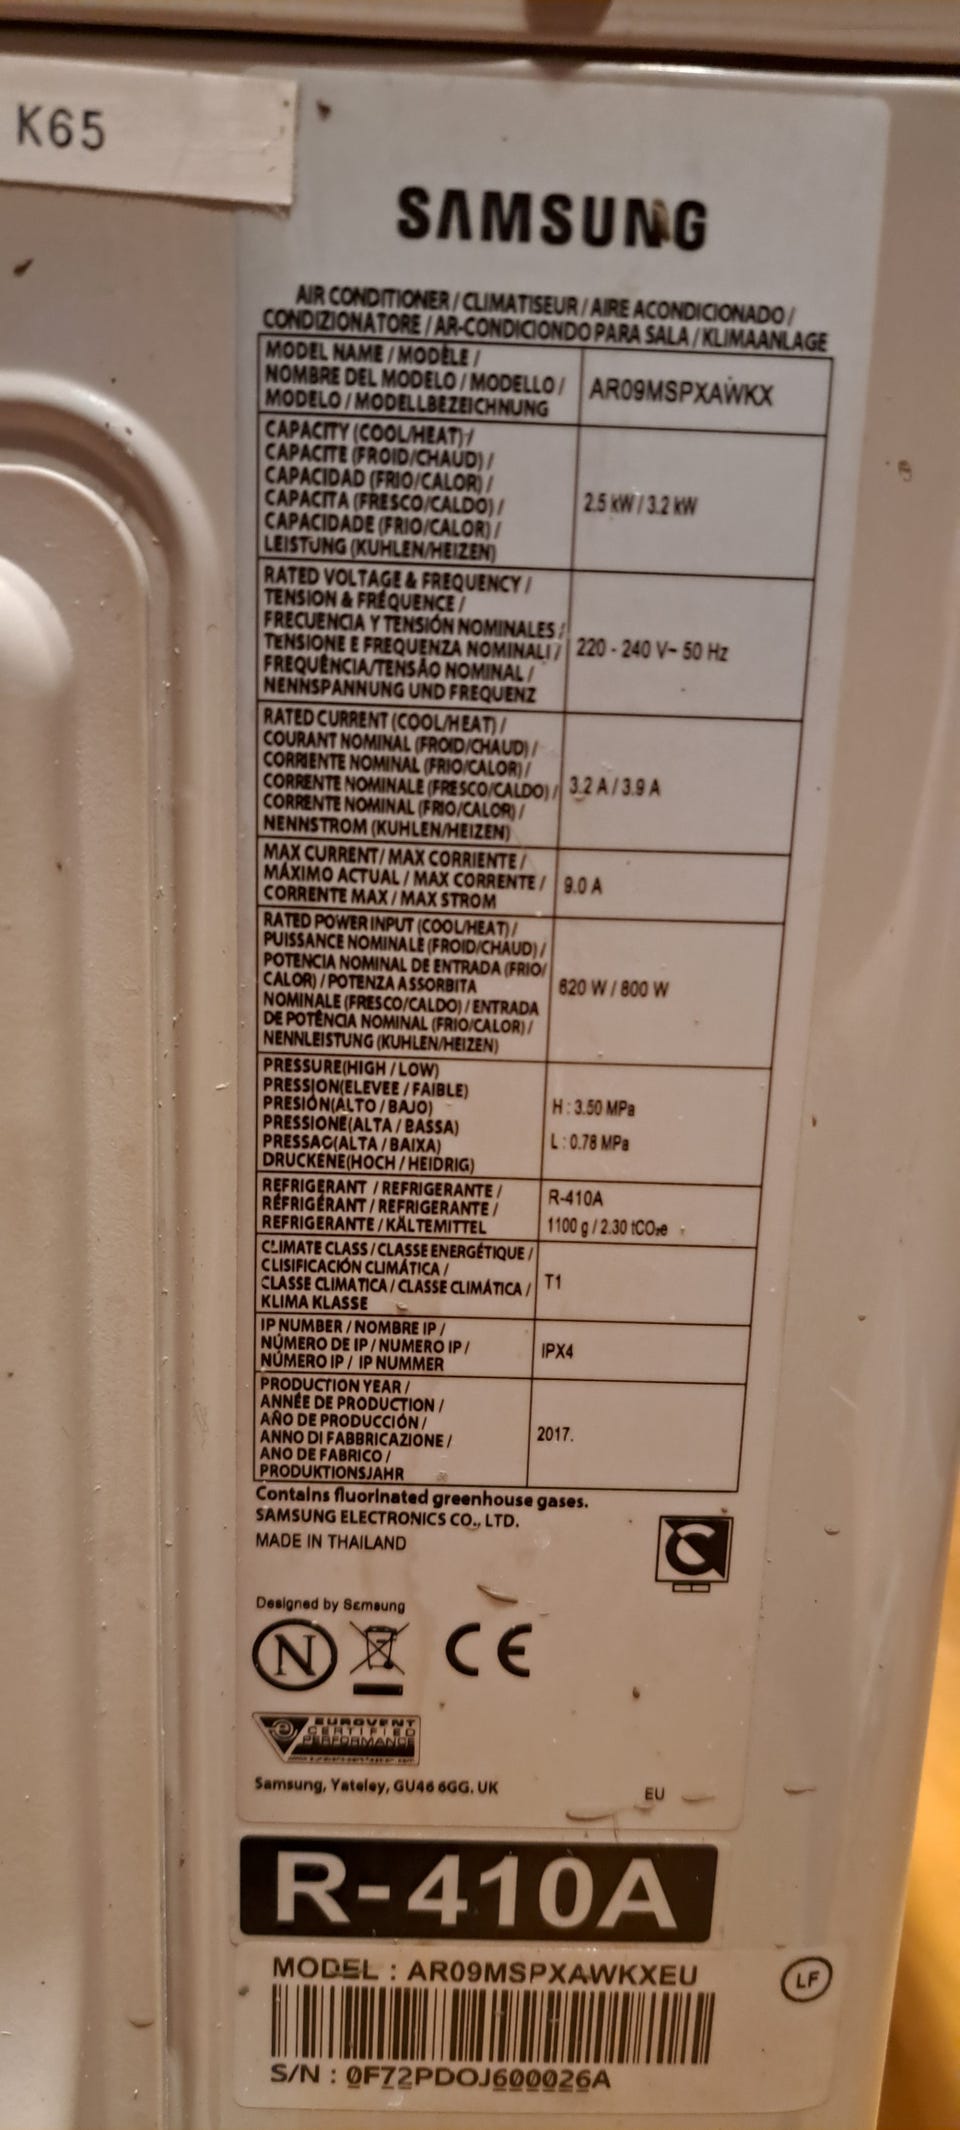 K65
SAMSUNG
AIR CONDITIONER / CLIMATISEUR / AIRE ACONDICIONADO /
CONDIZIONATORE / AR-CONDICIONDO PARA SALA / KLIMAANLAGE
MODEL NAME / MODÈLE /
NOMBRE DEL MODELO / MODELLO /
MODELO / MODELLBEZEICHNUNG
AR09MSPXAWKX
CAPACITY (COOL/HEAT) /
CAPACITE (FROID/CHAUD) /
CAPACIDAD (FRIO/CALOR) /
CAPACITA (FRESCO/CALDO) /
CAPACIDADE (FRIO/CALOR) /
LEISTUNG (KUHLEN/HEIZEN)
2.5 kW / 3.2 kW
RATED VOLTAGE & FREQUENCY /
TENSION & FRÉQUENCE /
FRECUENCIA Y TENSIÓN NOMINALES /
TENSIONE E FREQUENZA NOMINALI /
FREQUÊNCIA/TENSÃO NOMINAL /
NENNSPANNUNG UND FREQUENZ
220 - 240 V~ 50 Hz
RATED CURRENT (COOL/HEAT) /
COURANT NOMINAL (FROID/CHAUD) /
CORRIENTE NOMINAL (FRIO/CALOR) /
CORRENTE NOMINALE (FRESCO/CALDO) /
CORRENTE NOMINAL (FRIO/CALOR) /
NENNSTROM (KUHLEN/HEIZEN)
3.2 A / 3.9 A
MAX CURRENT / MAX CORRIENTE /
MÁXIMO ACTUAL / MAX CORRENTE /
CORRENTE MAX / MAX STROM
9.0 A
RATED POWER INPUT (COOL/HEAT) /
PUISSANCE NOMINALE (FROID/CHAUD) /
POTENCIA NOMINAL DE ENTRADA (FRIO/
CALOR) / POTENZA ASSORBITA
NOMINALE (FRESCO/CALDO) / ENTRADA
DE POTÊNCIA NOMINAL (FRIO/CALOR) /
NENNLEISTUNG (KUHLEN/HEIZEN)
620 W / 800 W
PRESSURE(HIGH / LOW)
PRESSION(ELEVEE / FAIBLE)
PRESIÓN(ALTO / BAJO)
PRESSIONE(ALTA / BASSA)
PRESSAO(ALTA / BAIXA)
DRUCKENE(HOCH / HEIDRIG)
H : 3.50 MPa
L : 0.78 MPa
REFRIGERANT / REFRIGERANTE /
RÉFRIGÉRANT / REFRIGERANTE /
REFRIGERANTE / KÄLTEMITTEL
R-410A
1100 g / 2.30 tCO₂e
CLIMATE CLASS / CLASSE ENERGÉTIQUE /
CLISIFICACIÓN CLIMÁTICA /
CLASSE CLIMATICA / CLASSE CLIMÁTICA /
KLIMA KLASSE
T1
IP NUMBER / NOMBRE IP /
NÚMERO DE IP / NUMERO IP /
NÚMERO IP / IP NUMMER
IPX4
PRODUCTION YEAR /
ANNÉE DE PRODUCTION /
AÑO DE PRODUCCIÓN /
ANNO DI FABBRICAZIONE /
ANO DE FABRICO /
PRODUKTIONSJAHR
2017.
Contains fluorinated greenhouse gases.
SAMSUNG ELECTRONICS CO., LTD.
MADE IN THAILAND
Designed by Samsung
N
CE
EUROVENT
CERTIFIED
PERFORMANCE
Samsung, Yateley, GU46 6GG. UK
EU
R-410A
MODEL : AR09MSPXAWKXEU
LF
S/N : 0F72PDOJ600026A